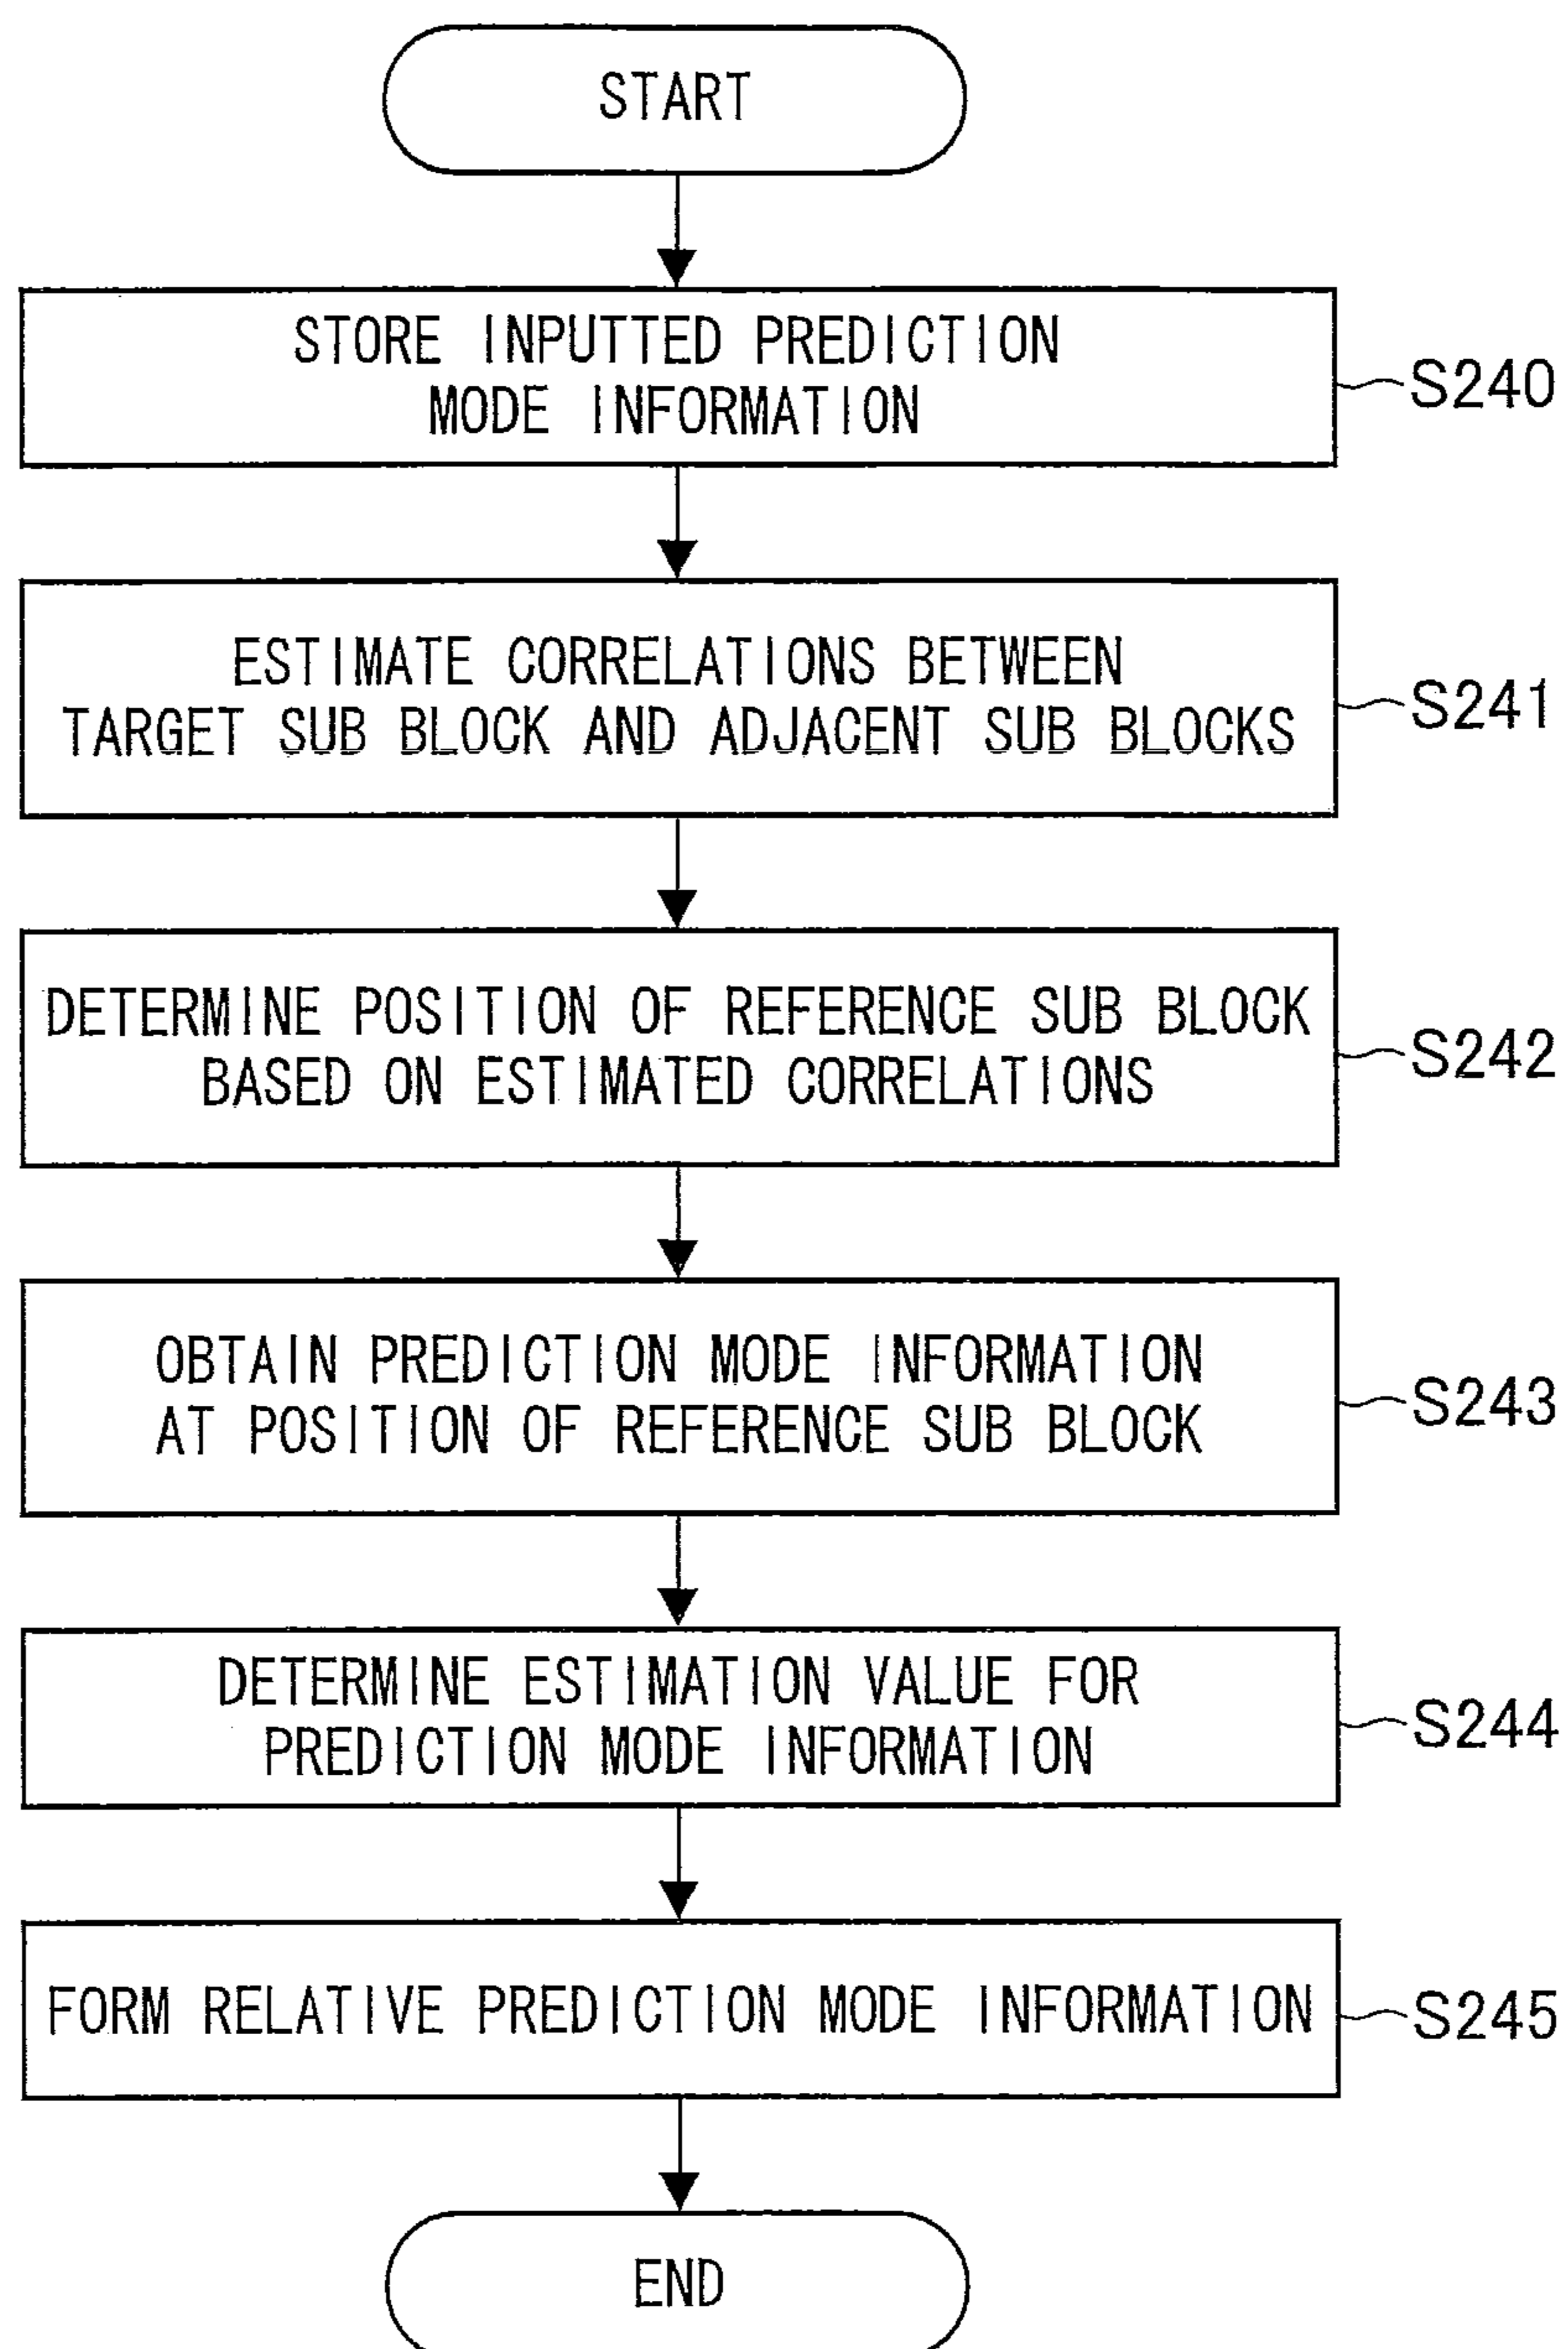 START
STORE INPUTTED PREDICTION
MODE INFORMATION
S240
ESTIMATE CORRELATIONS BETWEEN
TARGET SUB BLOCK AND ADJACENT SUB BLOCKS
S241
DETERMINE POSITION OF REFERENCE SUB BLOCK
BASED ON ESTIMATED CORRELATIONS
S242
OBTAIN PREDICTION MODE INFORMATION
AT POSITION OF REFERENCE SUB BLOCK
S243
DETERMINE ESTIMATION VALUE FOR
PREDICTION MODE INFORMATION
S244
FORM RELATIVE PREDICTION MODE INFORMATION
S245
END